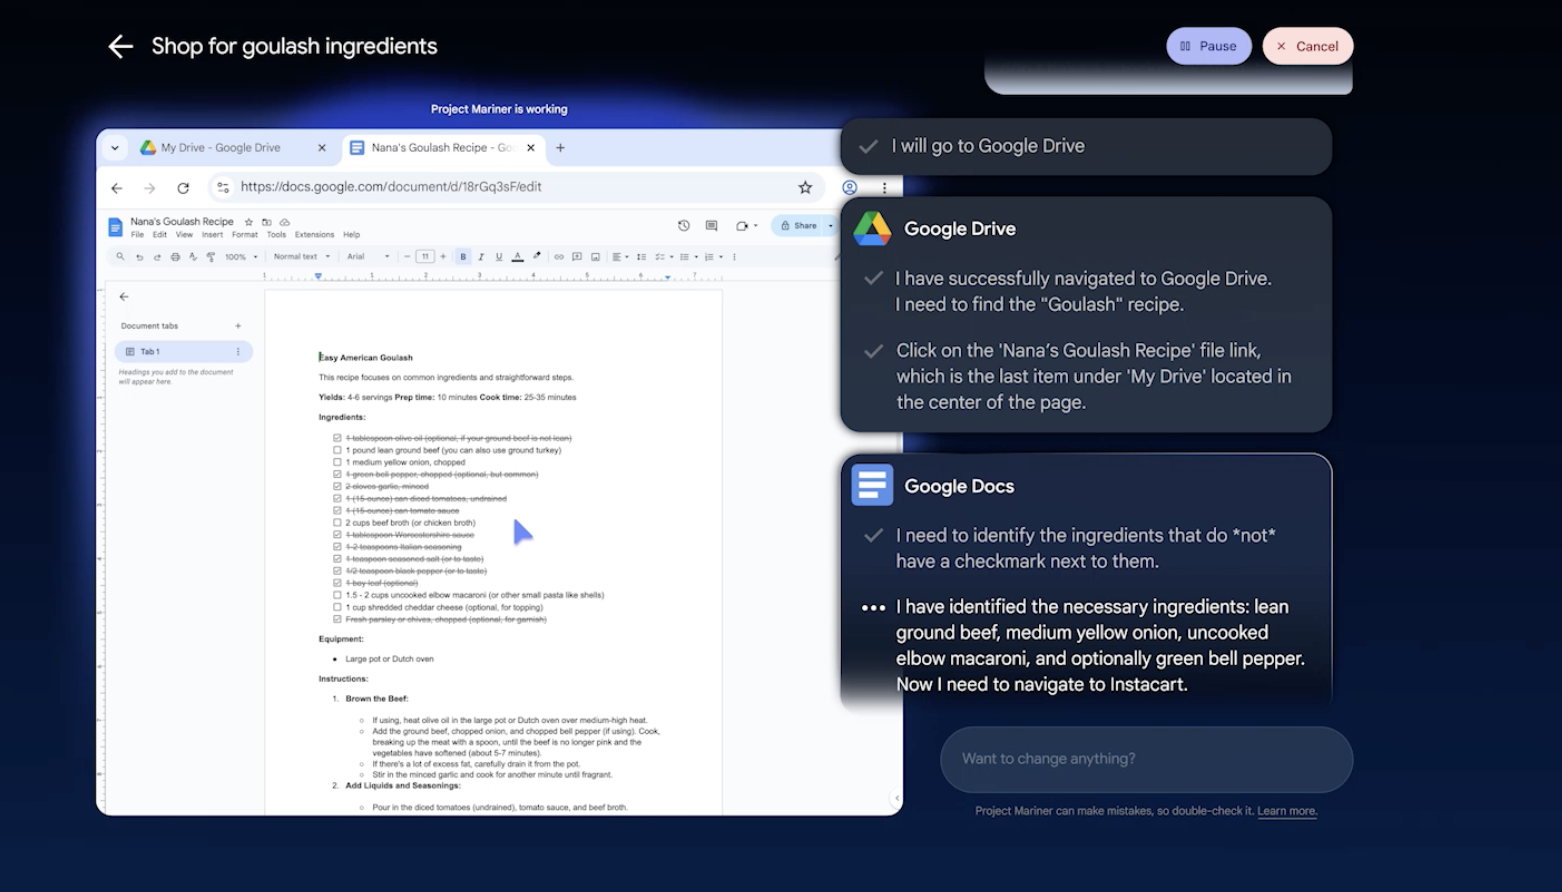 Shop for goulash ingredients
Pause
Cancel
Project Mariner is working
My Drive - Google Drive
Nana's Goulash Recipe - Go
https://docs.google.com/document/d/18rGq3sF/edit
Nana's Goulash Recipe
File Edit View Insert Format Tools Extensions Help
Share
100% Normal text Arial 11 B I U A
1 1 2 3 4 5 6 7
Document tabs
Tab 1
Headings you add to the document
will appear here.
Easy American Goulash
This recipe focuses on common ingredients and straightforward steps.
Yields: 4-6 servings Prep time: 10 minutes Cook time: 25-35 minutes
Ingredients:
1 tablespoon olive oil (optional, if your ground beef is not lean)
1 pound lean ground beef (you can also use ground turkey)
1 medium yellow onion, chopped
1 green bell pepper, chopped (optional, but common)
2 cloves garlic, minced
1 (15-ounce) can diced tomatoes, undrained
1 (15-ounce) can tomato sauce
2 cups beef broth (or chicken broth)
1 tablespoon Worcestershire sauce
1-2 teaspoons Italian seasoning
1 teaspoon seasoned salt (or to taste)
1/2 teaspoon black pepper (or to taste)
1 bay leaf (optional)
1.5 - 2 cups uncooked elbow macaroni (or other small pasta like shells)
1 cup shredded cheddar cheese (optional, for topping)
Fresh parsley or chives, chopped (optional, for garnish)
Equipment:
Large pot or Dutch oven
Instructions:
1. Brown the Beef:
If using, heat olive oil in the large pot or Dutch oven over medium-high heat.
Add the ground beef, chopped onion, and chopped bell pepper (if using). Cook,
breaking up the meat with a spoon, until the beef is no longer pink and the
vegetables have softened (about 5-7 minutes).
If there's a lot of excess fat, carefully drain it from the pot.
Stir in the minced garlic and cook for another minute until fragrant.
2. Add Liquids and Seasonings:
Pour in the diced tomatoes (undrained), tomato sauce, and beef broth.
I will go to Google Drive
Google Drive
I have successfully navigated to Google Drive.
I need to find the "Goulash" recipe.
Click on the 'Nana’s Goulash Recipe' file link,
which is the last item under 'My Drive' located in
the center of the page.
Google Docs
I need to identify the ingredients that do *not*
have a checkmark next to them.
I have identified the necessary ingredients: lean
ground beef, medium yellow onion, uncooked
elbow macaroni, and optionally green bell pepper.
Now I need to navigate to Instacart.
Want to change anything?
Project Mariner can make mistakes, so double-check it. Learn more.